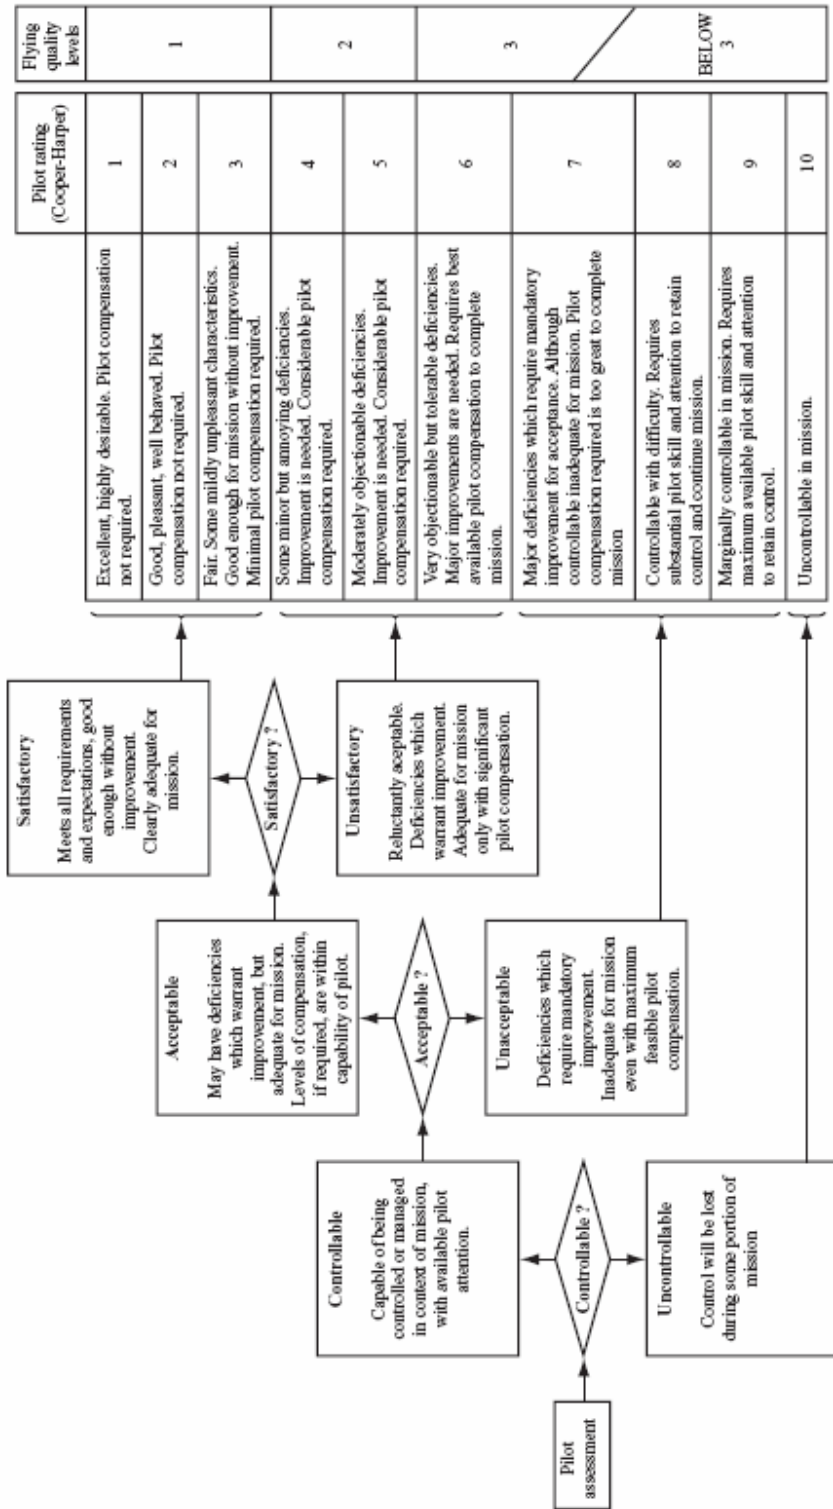 Pilot
assessment
Controllable
Capable of being
controlled or managed
in context of mission,
with available pilot
attention.
Controllable ?
Uncontrollable
Control will be lost
during some portion of
mission
Acceptable
May have deficiencies
which warrant
improvement, but
adequate for mission.
Levels of compensation,
if required, are within
capability of pilot.
Acceptable ?
Unacceptable
Deficiencies which
require mandatory
improvement.
Inadequate for mission
even with maximum
feasible pilot
compensation.
Satisfactory
Meets all requirements
and expectations, good
enough without
improvement.
Clearly adequate for
mission.
Satisfactory ?
Unsatisfactory
Reluctantly acceptable.
Deficiencies which
warrant improvement.
Adequate for mission
only with significant
pilot compensation.
Pilot rating
(Cooper-Harper)
Flying
quality
levels
Excellent, highly desirable. Pilot compensation
not required.
1
Good, pleasant, well behaved. Pilot
compensation not required.
2
Fair. Some mildly unpleasant characteristics.
Good enough for mission without improvement.
Minimal pilot compensation required.
3
1
Some minor but annoying deficiencies.
Improvement is needed. Considerable pilot
compensation required.
4
Moderately objectionable deficiencies.
Improvement is needed. Considerable pilot
compensation required.
5
2
Very objectionable but tolerable deficiencies.
Major improvements are needed. Requires best
available pilot compensation to complete
mission.
6
3
Major deficiencies which require mandatory
improvement for acceptance. Although
controllable inadequate for mission. Pilot
compensation required is too great to complete
mission
7
Controllable with difficulty. Requires
substantial pilot skill and attention to retain
control and continue mission.
8
Marginally controllable in mission. Requires
maximum available pilot skill and attention
to retain control.
9
Uncontrollable in mission.
10
BELOW
3